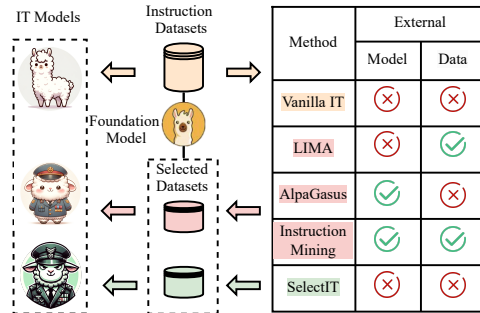 IT Models
Instruction
Datasets
Foundation
Model
Selected
Datasets
Method
External
Model
Data
Vanilla IT
LIMA
AlpaGasus
Instruction
Mining
SelectIT